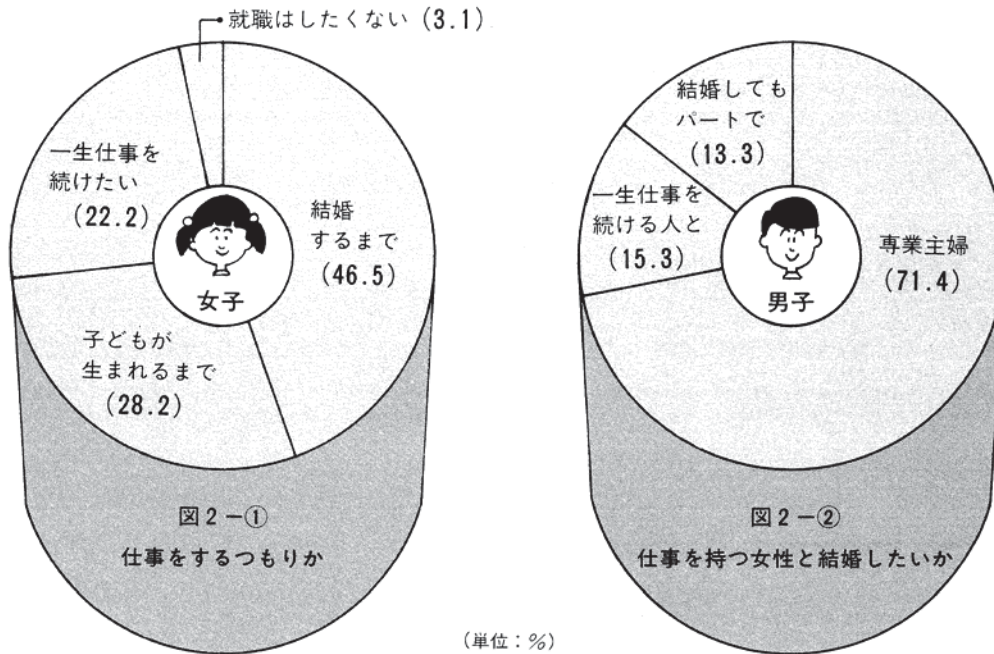 就職はしたくない (3.1)
一生仕事を
続けたい
(22.2)
結婚
するまで
(46.5)
女子
子どもが
生まれるまで
(28.2)
図2－①
仕事をするつもりか
結婚しても
パートで
(13.3)
一生仕事を
続ける人と
(15.3)
専業主婦
(71.4)
男子
図2－②
仕事を持つ女性と結婚したいか
(単位：%)